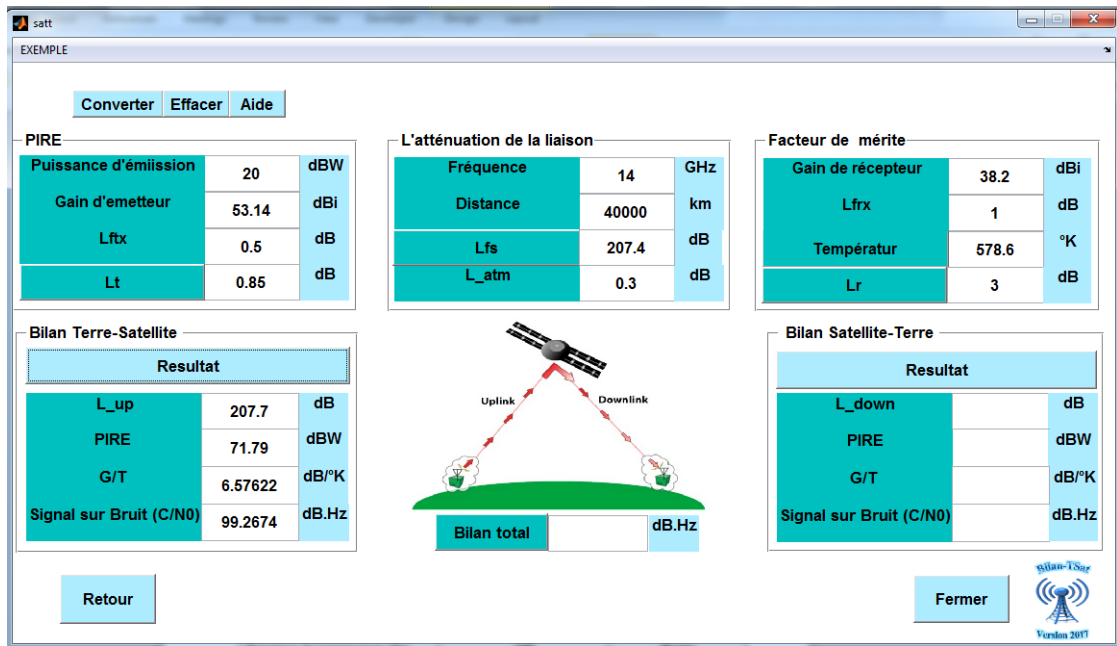 satt
EXEMPLE
Converter Effacer Aide
PIRE
Puissance d'émiission 20 dBW
Gain d'emetteur 53.14 dBi
Lftx 0.5 dB
Lt 0.85 dB
L'atténuation de la liaison
Fréquence 14 GHz
Distance 40000 km
Lfs 207.4 dB
L_atm 0.3 dB
Facteur de mérite
Gain de récepteur 38.2 dBi
Lfrx 1 dB
Températur 578.6 °K
Lr 3 dB
Bilan Terre-Satellite
Resultat
L_up 207.7 dB
PIRE 71.79 dBW
G/T 6.57622 dB/°K
Signal sur Bruit (C/N0) 99.2674 dB.Hz
Uplink Downlink
Bilan total dB.Hz
Bilan Satellite-Terre
Resultat
L_down dB
PIRE dBW
G/T dB/°K
Signal sur Bruit (C/N0) dB.Hz
Retour
Fermer
Bilan-TSat
Version 2017